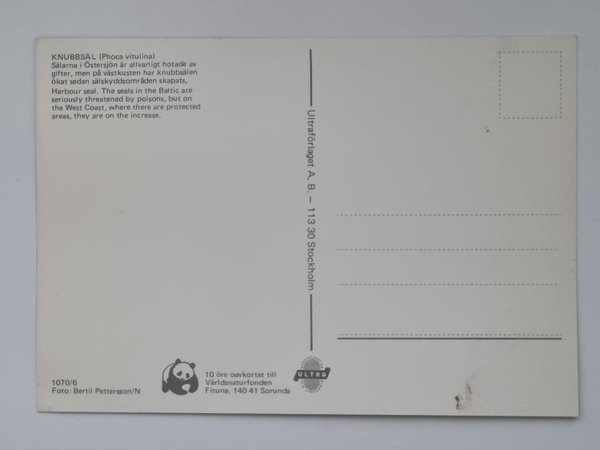 KNUBBSÄL (Phoca vitulina)
Sälarna i Östersjön är allvarligt hotade av
gifter, men på västkusten har knubbsälen
ökat sedan sälskyddsområden skapats,
Harbour seal. The seals in the Baltic are
seriously threatened by poisons, but on
the West Coast, where there are protected
areas, they are on the increase.
Ultraförlaget A. B. — 113 30 Stockholm
1070/6
Foto: Bertil Pettersson/N
10 öre oavkortat till
Världsnaturfonden
Fituna, 140 41 Sorunda
ULTRA